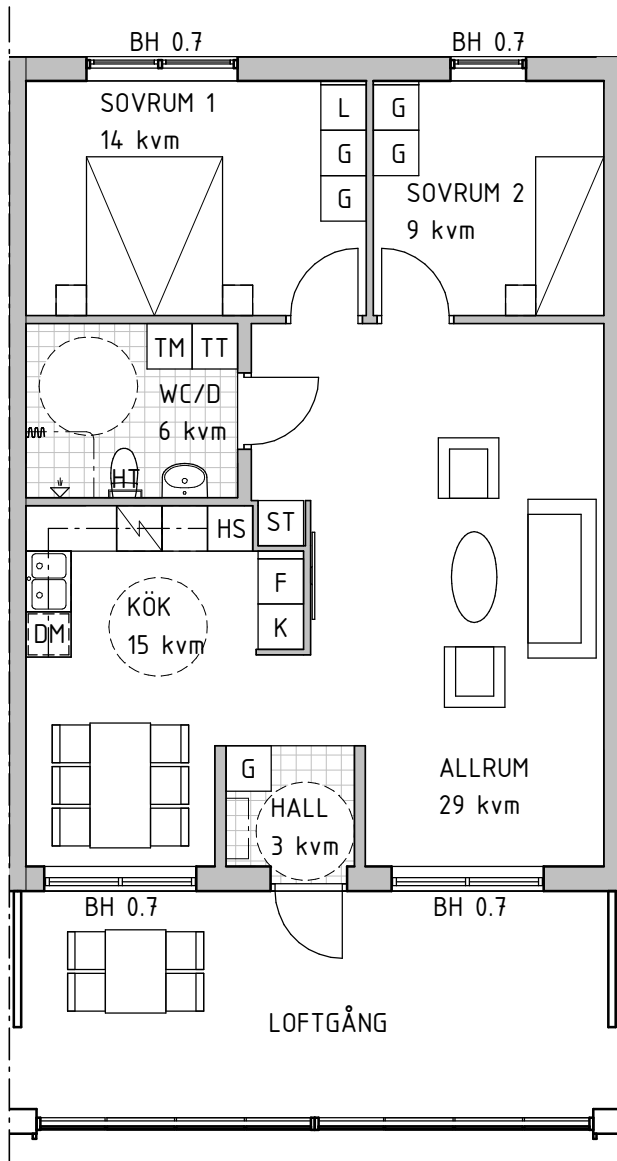 BH 0.7
BH 0.7
SOVRUM 1
14 kvm
L
G
G
G
G
SOVRUM 2
9 kvm
TM
TT
WC/D
6 kvm
HT
HS
ST
F
K
KÖK
15 kvm
DM
G
HALL
3 kvm
ALLRUM
29 kvm
BH 0.7
BH 0.7
LOFTGÅNG